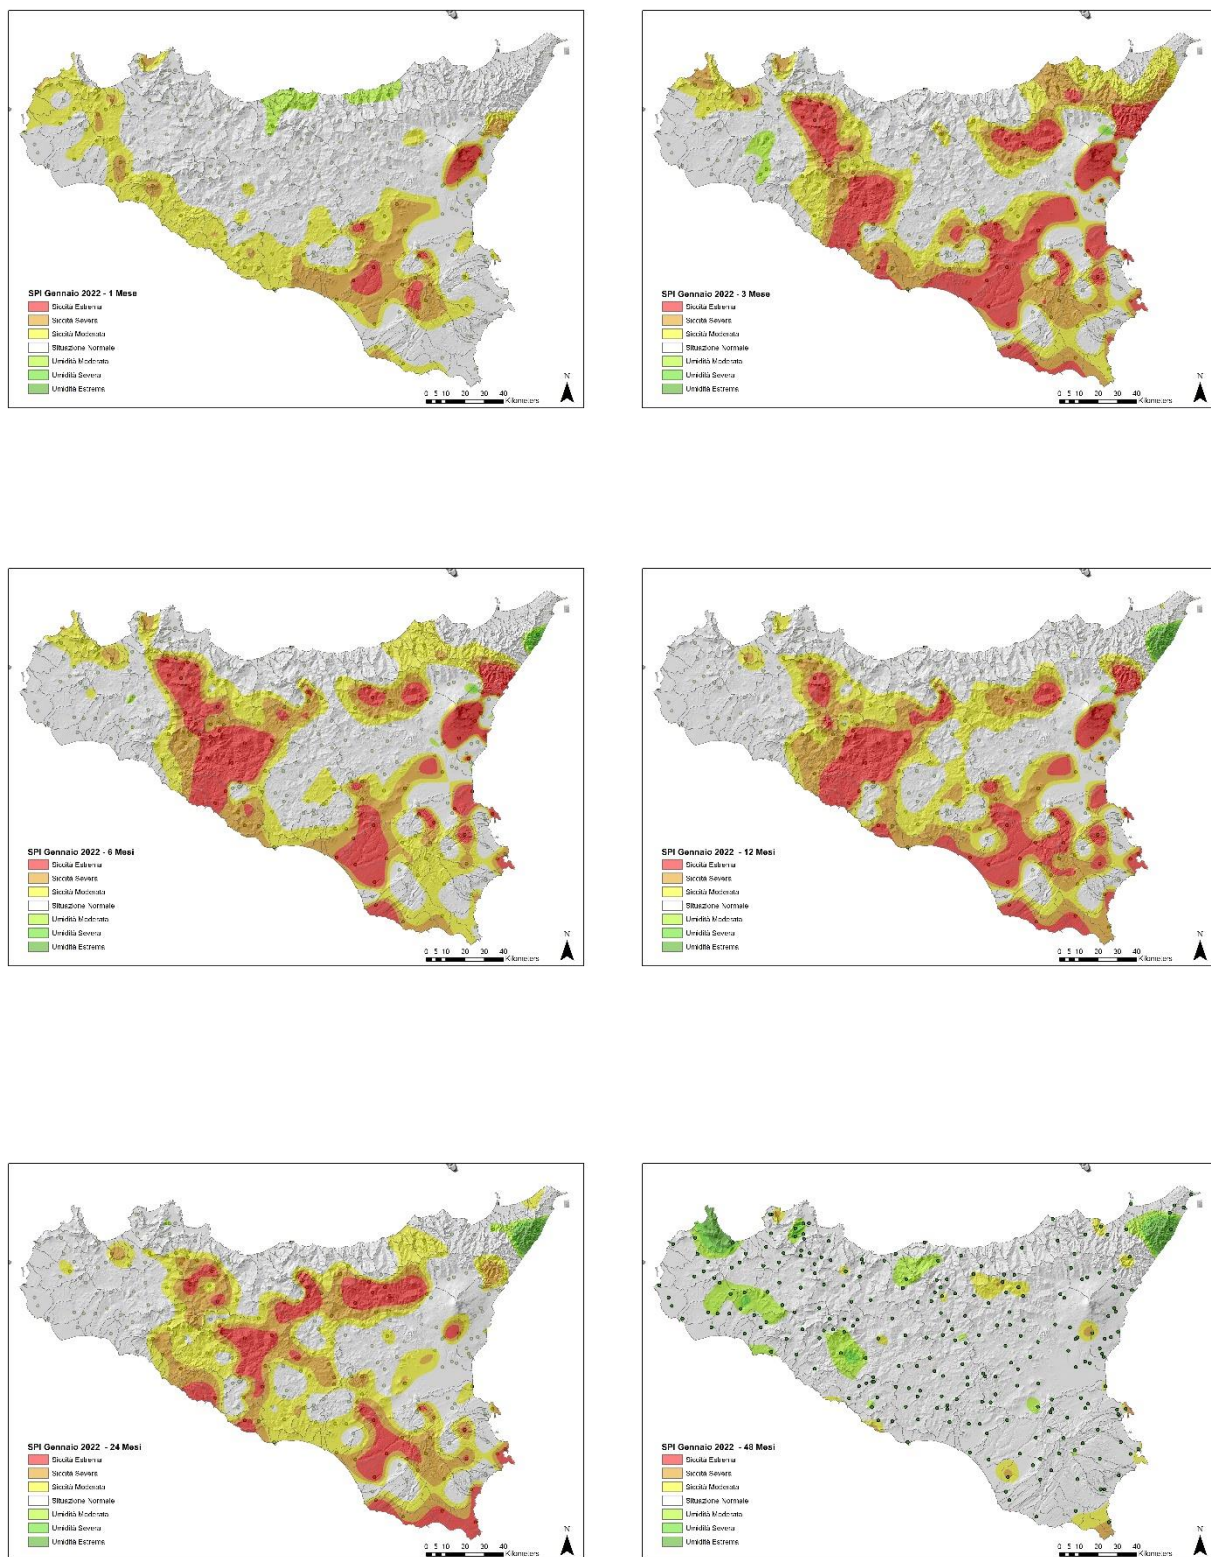 SPI Gennaio 2022 - 1 Mese
Siccità Estrema
Siccità Severa
Siccità Moderata
Situazione Normale
Umidità Moderata
Umidità Severa
Umidità Estrema
N
0 5 10 20 30 40
Kilometers
SPI Gennaio 2022 - 3 Mese
Siccità Estrema
Siccità Severa
Siccità Moderata
Situazione Normale
Umidità Moderata
Umidità Severa
Umidità Estrema
N
0 5 10 20 30 40
Kilometers
SPI Gennaio 2022 - 6 Mesi
Siccità Estrema
Siccità Severa
Siccità Moderata
Situazione Normale
Umidità Moderata
Umidità Severa
Umidità Estrema
N
0 5 10 20 30 40
Kilometers
SPI Gennaio 2022 - 12 Mesi
Siccità Estrema
Siccità Severa
Siccità Moderata
Situazione Normale
Umidità Moderata
Umidità Severa
Umidità Estrema
N
0 5 10 20 30 40
Kilometers
SPI Gennaio 2022 - 24 Mesi
Siccità Estrema
Siccità Severa
Siccità Moderata
Situazione Normale
Umidità Moderata
Umidità Severa
Umidità Estrema
N
0 5 10 20 30 40
Kilometers
SPI Gennaio 2022 - 48 Mesi
Siccità Estrema
Siccità Severa
Siccità Moderata
Situazione Normale
Umidità Moderata
Umidità Severa
Umidità Estrema
N
0 5 10 20 30 40
Kilometers